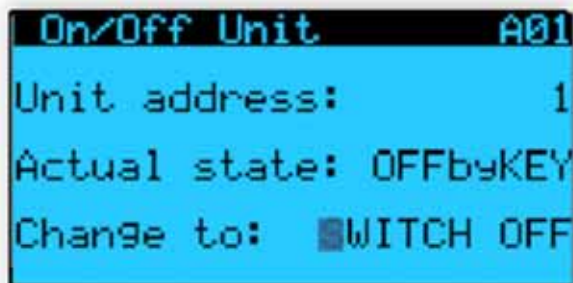 On/Off Unit A01
Unit address: 1
Actual state: OFFbyKEY
Change to: SWITCH OFF